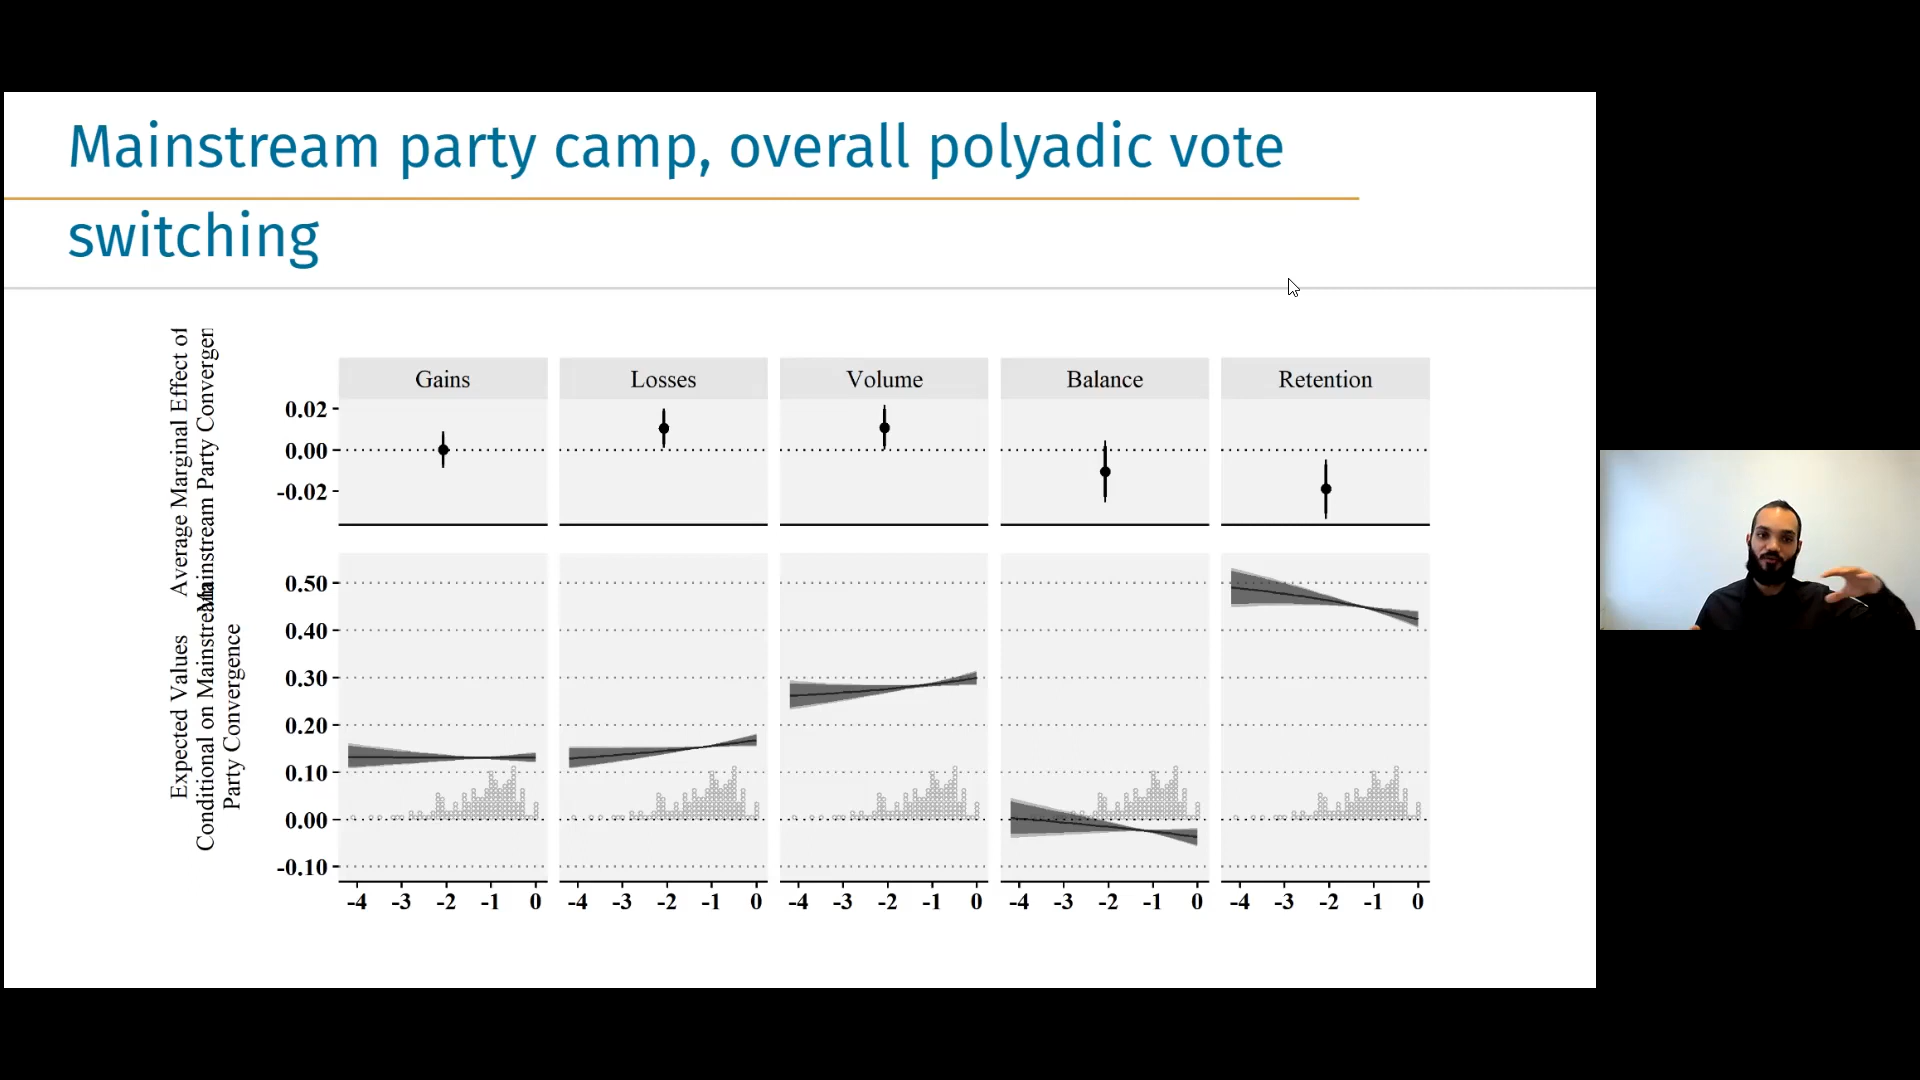 Mainstream party camp, overall polyadic vote
switching
Average Marginal Effect of
Mainstream Party Convergen
Gains
Losses
Volume
Balance
Retention
0.02
0.00
-0.02
Expected Values
Conditional on Mainstream
Party Convergence
0.50
0.40
0.30
0.20
0.10
0.00
-0.10
-4 -3 -2 -1 0
-4 -3 -2 -1 0
-4 -3 -2 -1 0
-4 -3 -2 -1 0
-4 -3 -2 -1 0